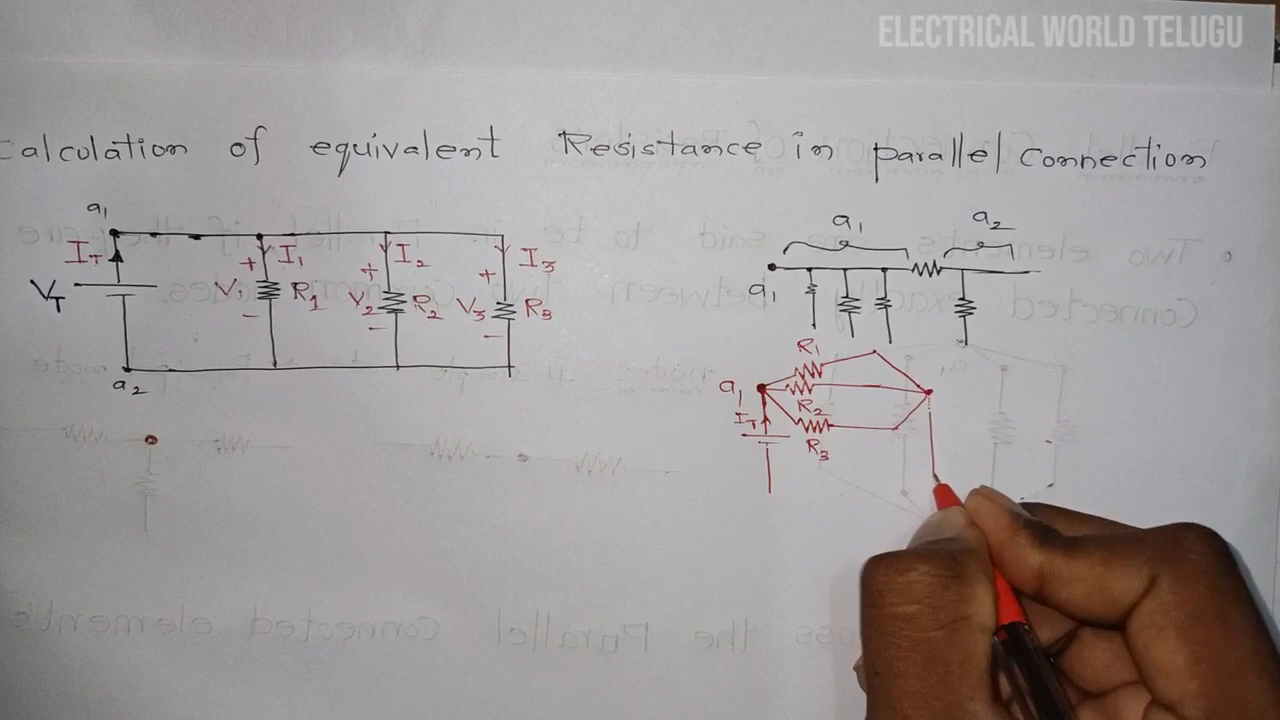 ELECTRICAL WORLD TELUGU
calculation of equivalent Resistance in parallel connection
a1
IT
VT
a2
I1
+
V1
R1
-
I2
+
V2
R2
-
I3
+
V3
R3
-
a1
a2
a1
a1
IT
R1
R2
R3